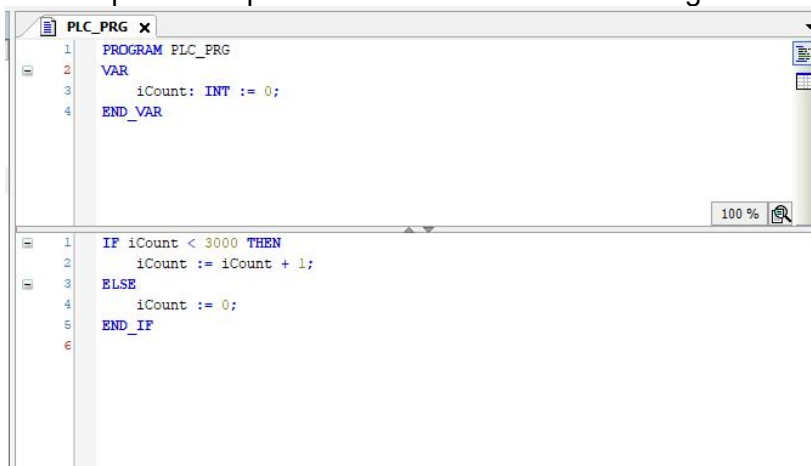 PLC_PRG x
1 PROGRAM PLC_PRG
2 VAR
3 iCount: INT := 0;
4 END_VAR
100 %
1 IF iCount < 3000 THEN
2 iCount := iCount + 1;
3 ELSE
4 iCount := 0;
5 END_IF
6